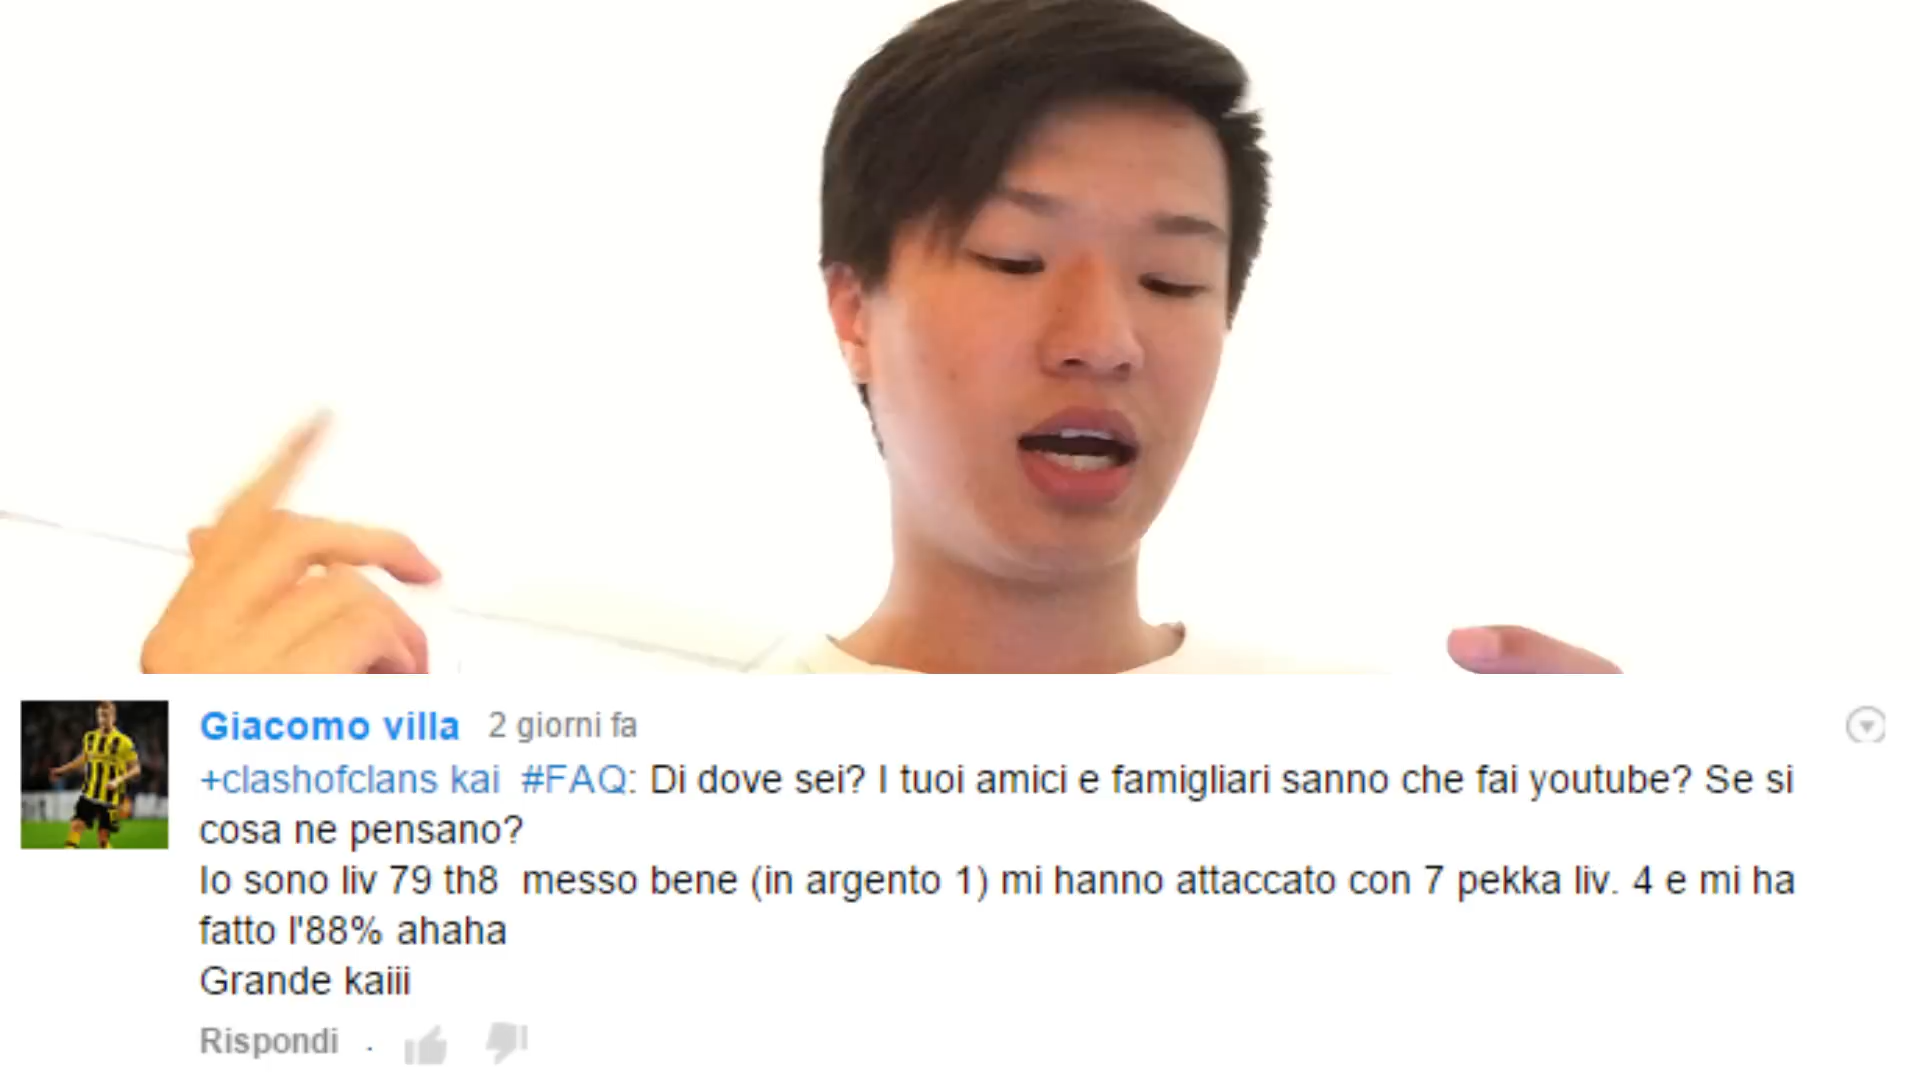 Giacomo villa 2 giorni fa
+clashofclans kai #FAQ: Di dove sei? I tuoi amici e famigliari sanno che fai youtube? Se si
cosa ne pensano?
Io sono liv 79 th8 messo bene (in argento 1) mi hanno attaccato con 7 pekka liv. 4 e mi ha
fatto l'88% ahaha
Grande kaiii
Rispondi .